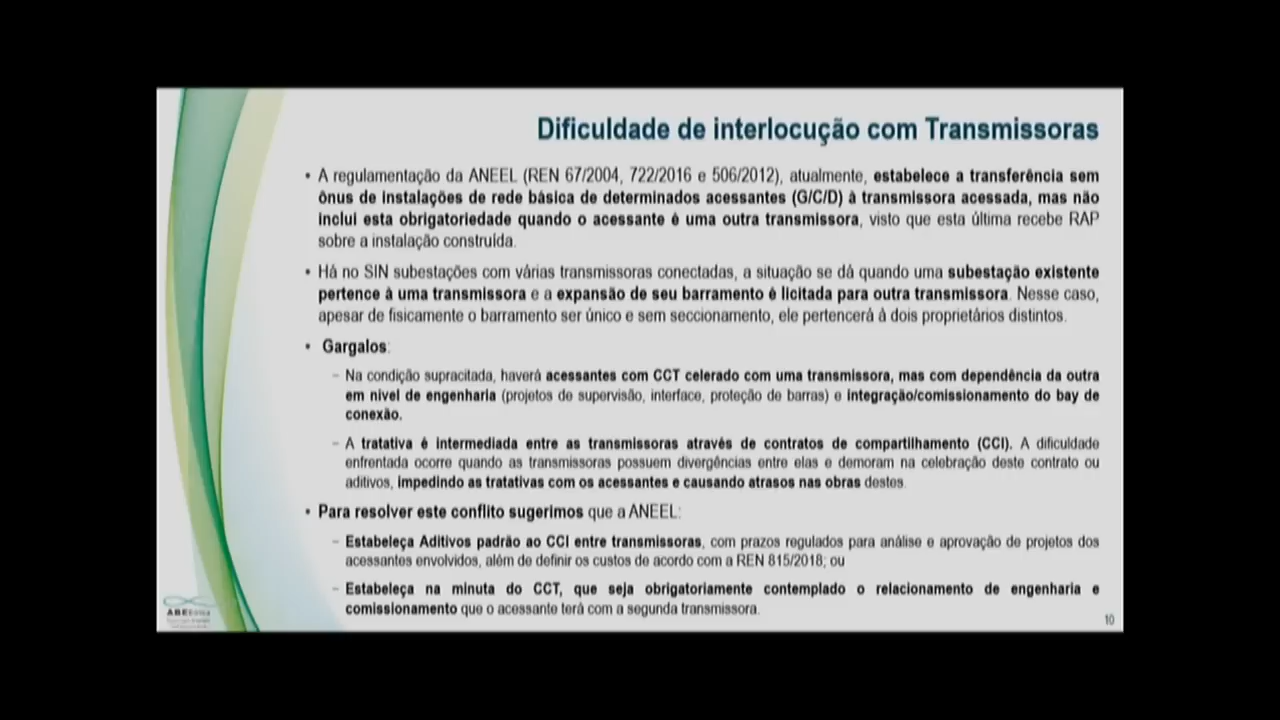 Dificuldade de interlocução com Transmissoras
• A regulamentação da ANEEL (REN 67/2004, 722/2016 e 506/2012), atualmente, estabelece a transferência sem
ônus de instalações de rede básica de determinados acessantes (G/C/D) à transmissora acessada, mas não
inclui esta obrigatoriedade quando o acessante é uma outra transmissora, visto que esta última recebe RAP
sobre a instalação construída.
• Há no SIN subestações com várias transmissoras conectadas, a situação se dá quando uma subestação existente
pertence à uma transmissora e a expansão de seu barramento é licitada para outra transmissora. Nesse caso,
apesar de fisicamente o barramento ser único e sem seccionamento, ele pertencerá à dois proprietários distintos.
• Gargalos:
– Na condição supracitada, haverá acessantes com CCT celerado com uma transmissora, mas com dependência da outra
em nível de engenharia (projetos de supervisão, interface, proteção de barras) e integração/comissionamento do bay de
conexão.
– A tratativa é intermediada entre as transmissoras através de contratos de compartilhamento (CCI). A dificuldade
enfrentada ocorre quando as transmissoras possuem divergências entre elas e demoram na celebração deste contrato ou
aditivos, impedindo as tratativas com os acessantes e causando atrasos nas obras destes.
• Para resolver este conflito sugerimos que a ANEEL:
– Estabeleça Aditivos padrão ao CCI entre transmissoras, com prazos regulados para análise e aprovação de projetos dos
acessantes envolvidos, além de definir os custos de acordo com a REN 815/2018; ou
– Estabeleça na minuta do CCT, que seja obrigatoriamente contemplado o relacionamento de engenharia e
comissionamento que o acessante terá com a segunda transmissora.
ABEEólica
10